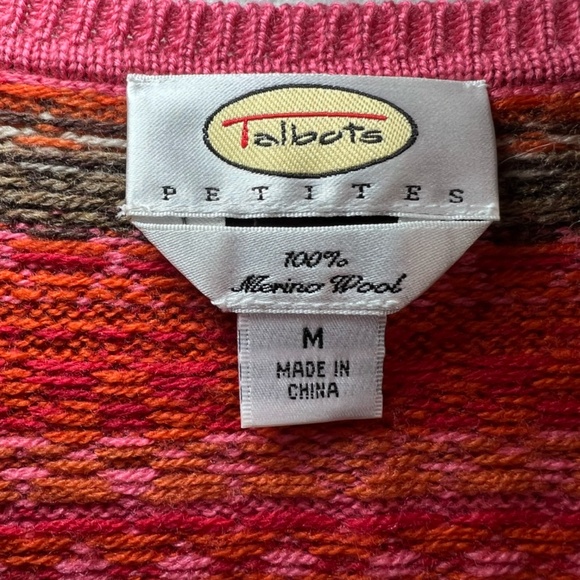 Talbots
PETITES
100%
Merino Wool
M
MADE IN
CHINA